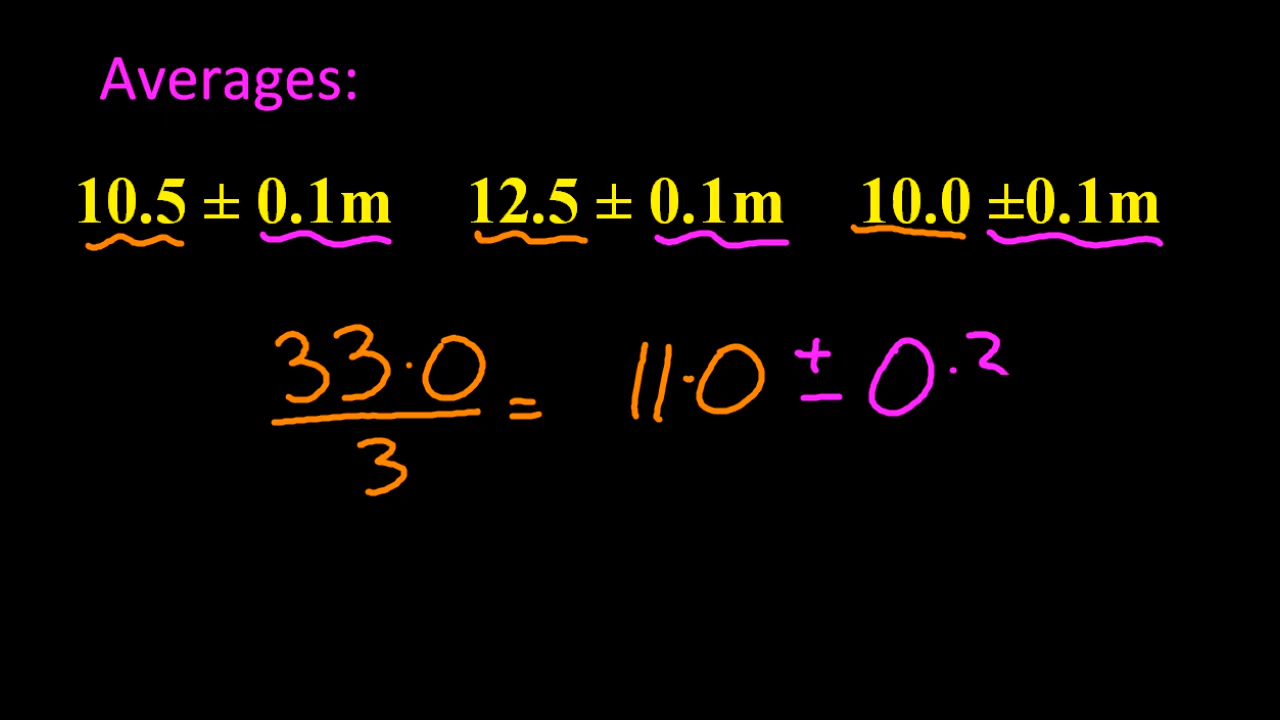 Averages:
10.5 ± 0.1m 12.5 ± 0.1m 10.0 ±0.1m
33.0
= 11.0 ± 0.
3